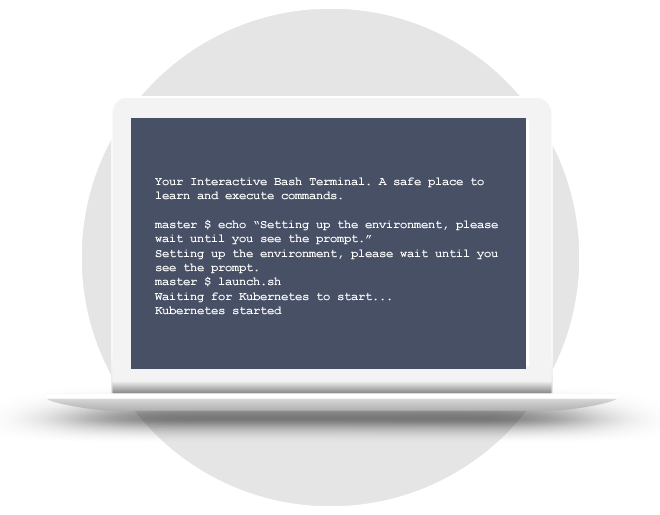 Your Interactive Bash Terminal. A safe place to
learn and execute commands.
master $ echo “Setting up the environment, please
wait until you see the prompt.”
Setting up the environment, please wait until you
see the prompt.
master $ launch.sh
Waiting for Kubernetes to start...
Kubernetes started